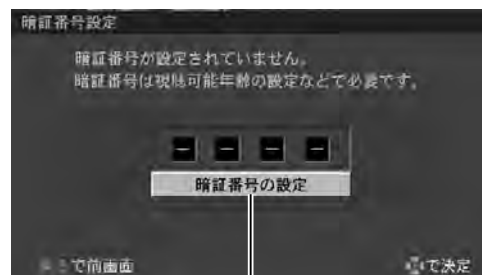 暗証番号設定
暗証番号が設定されていません。
暗証番号は視聴可能年齢の設定などで必要です。
- - - -
暗証番号の設定
で前画面
で決定